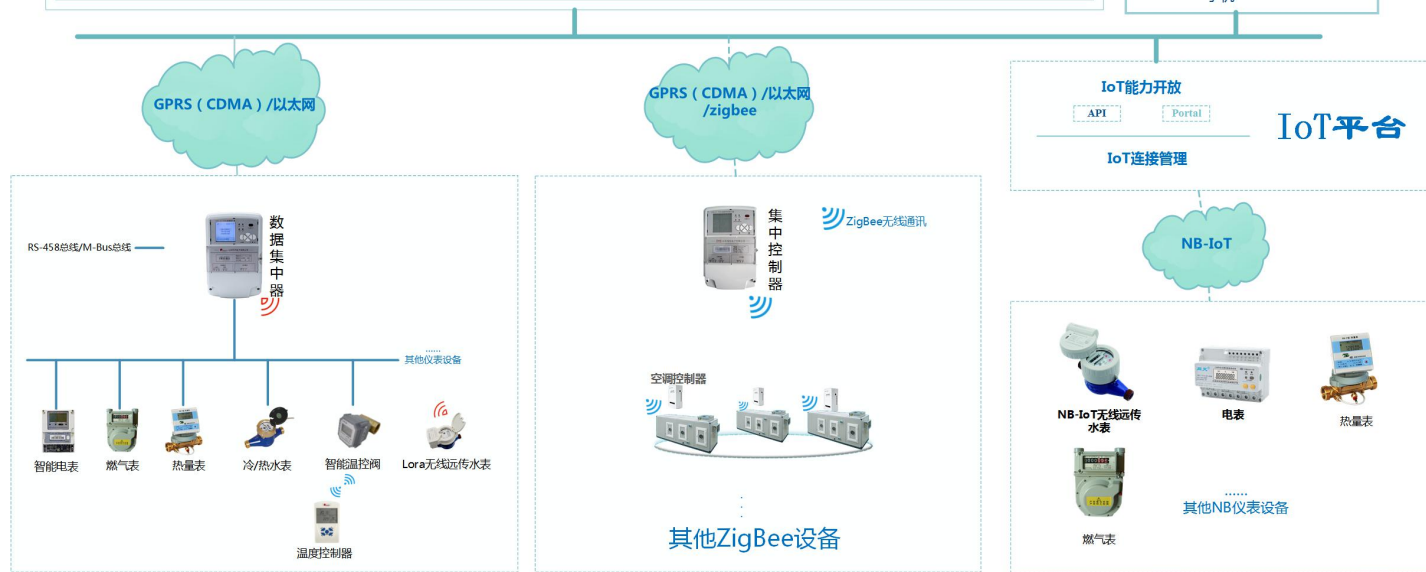 GPRS（CDMA）/以太网
RS-458总线/M-Bus总线
数据集中器
......
其他仪表设备
智能电表
燃气表
热量表
冷/热水表
智能温控阀
Lora无线远传水表
温度控制器
GPRS（CDMA）/以太网
/zigbee
集中控制器
ZigBee无线通讯
空调控制器
其他ZigBee设备
IoT能力开放
API
Portal
IoT连接管理
IoT平台
NB-IoT
NB-IoT无线远传
水表
电表
热量表
燃气表
......
其他NB仪表设备